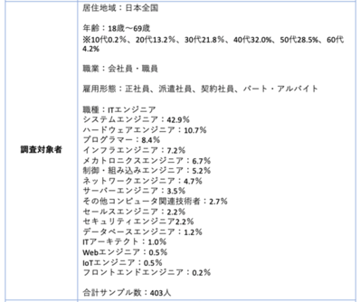 居住地域：日本全国
年齢：18歳〜69歳
※10代0.2%、20代13.2%、30代21.8%、40代32.0%、50代28.5%、60代
4.2%
職業：会社員・職員
雇用形態：正社員、派遣社員、契約社員、パート・アルバイト
調査対象者
職種：ITエンジニア
システムエンジニア：42.9%
ハードウェアエンジニア：10.7%
プログラマー：8.4%
インフラエンジニア：7.2%
メカトロニクスエンジニア：6.7%
制御・組み込みエンジニア：5.2%
ネットワークエンジニア：4.7%
サーバーエンジニア：3.5%
その他コンピュータ関連技術者：2.7%
セールスエンジニア：2.2%
セキュリティエンジニア2.2%
データベースエンジニア：1.2%
ITアーキテクト：1.0%
Webエンジニア：0.5%
IoTエンジニア：0.5%
フロントエンドエンジニア：0.2%
合計サンプル数：403人